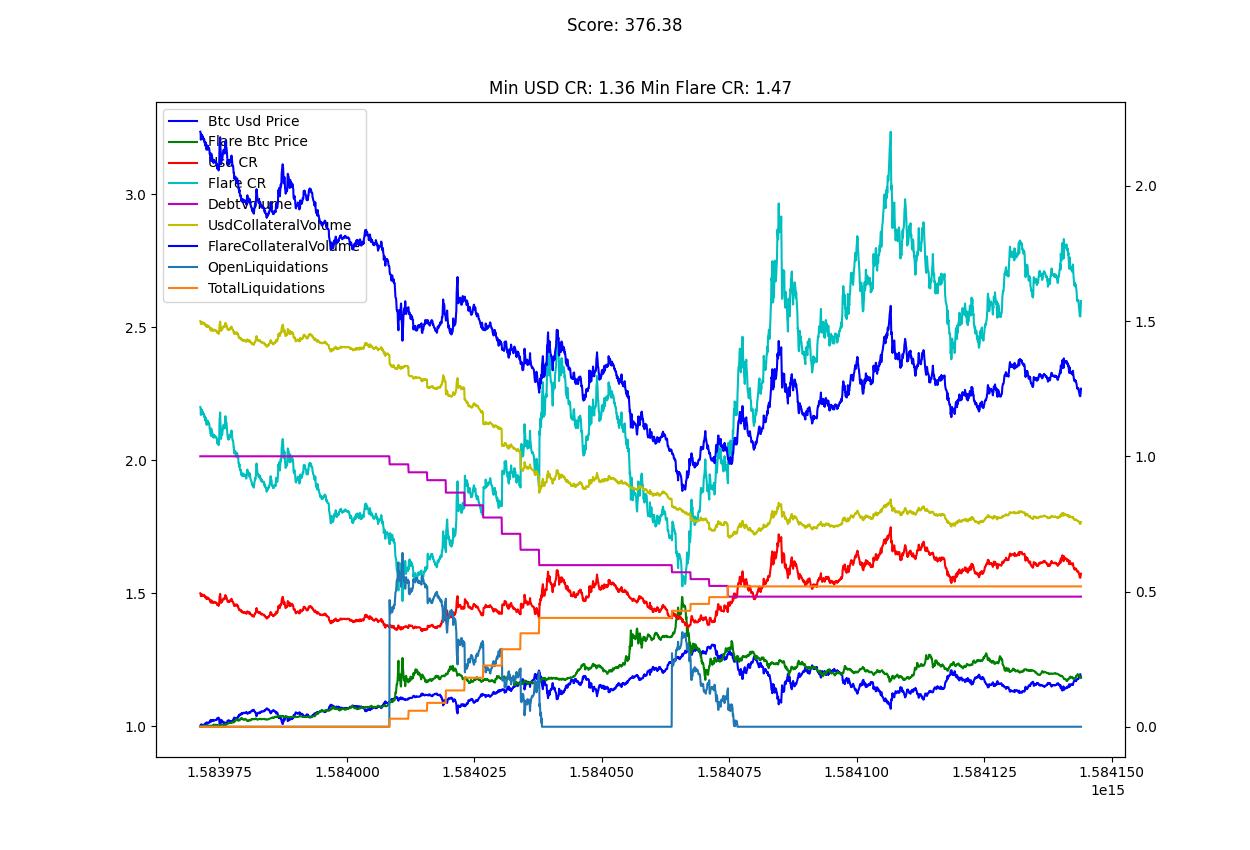 Score: 376.38
Min USD CR: 1.36 Min Flare CR: 1.47
Btc Usd Price
Flare Btc Price
Usd CR
Flare CR
DebtVolume
UsdCollateralVolume
FlareCollateralVolume
OpenLiquidations
TotalLiquidations
3.0
2.5
2.0
1.5
1.0
2.0
1.5
1.0
0.5
0.0
1.583975 1.584000 1.584025 1.584050 1.584075 1.584100 1.584125 1.584150
1e15